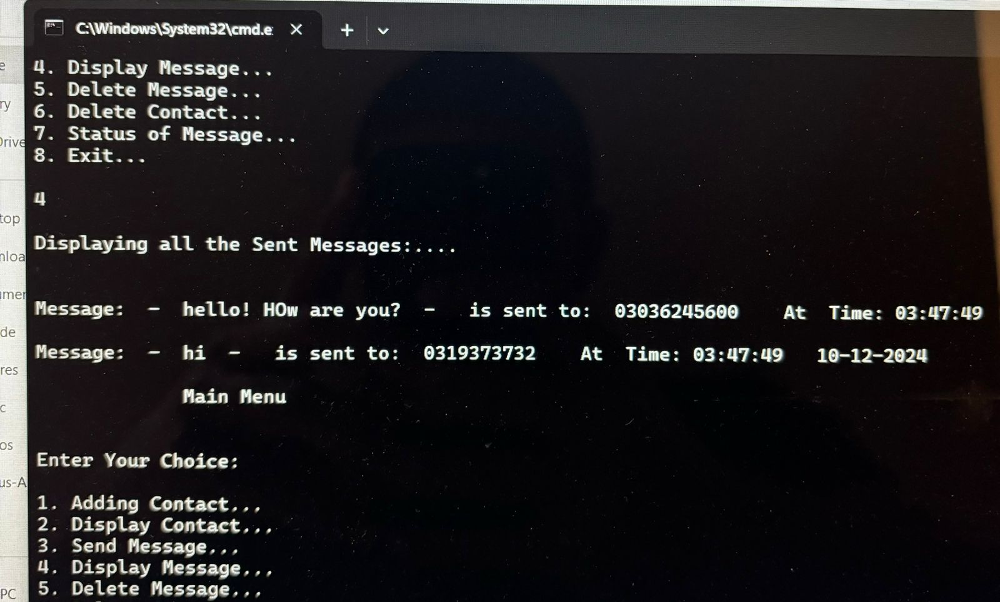 C:\Windows\System32\cmd.e
4. Display Message...
5. Delete Message...
6. Delete Contact...
7. Status of Message...
8. Exit...
4
Displaying all the Sent Messages:....
Message:  -  hello! HOw are you?  -   is sent to:  03036245600    At  Time: 03:47:49
Message:  -  hi  -   is sent to:  0319373732    At  Time: 03:47:49   10-12-2024
Main Menu
Enter Your Choice:
1. Adding Contact...
2. Display Contact...
3. Send Message...
4. Display Message...
5. Delete Message...
e
ry
Drive
top
nloa
umer
de
res
c
os
us-A
PC